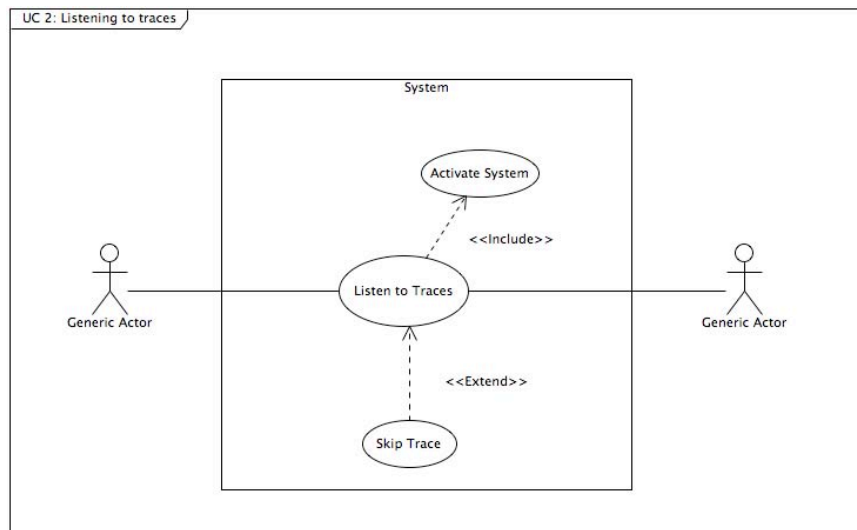 UC 2: Listening to traces
System
Activate System
<<Include>>
Listen to Traces
Generic Actor
Generic Actor
<<Extend>>
Skip Trace